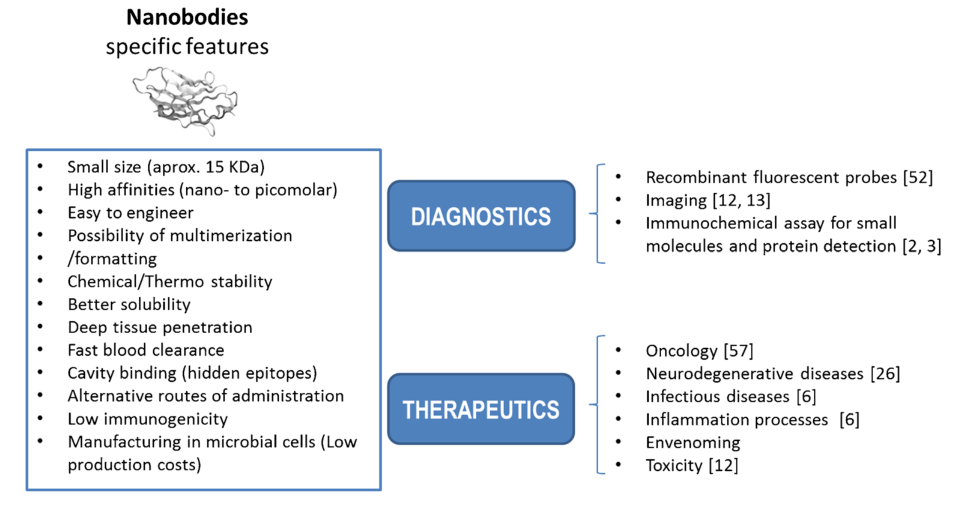 Nanobodies
specific features
• Small size (aprox. 15 KDa)
• High affinities (nano- to picomolar)
• Easy to engineer
• Possibility of multimerization
• /formatting
• Chemical/Thermo stability
• Better solubility
• Deep tissue penetration
• Fast blood clearance
• Cavity binding (hidden epitopes)
• Alternative routes of administration
• Low immunogenicity
• Manufacturing in microbial cells (Low
production costs)
DIAGNOSTICS
• Recombinant fluorescent probes [52]
• Imaging [12, 13]
• Immunochemical assay for small
molecules and protein detection [2, 3]
THERAPEUTICS
• Oncology [57]
• Neurodegenerative diseases [26]
• Infectious diseases [6]
• Inflammation processes [6]
• Envenoming
• Toxicity [12]